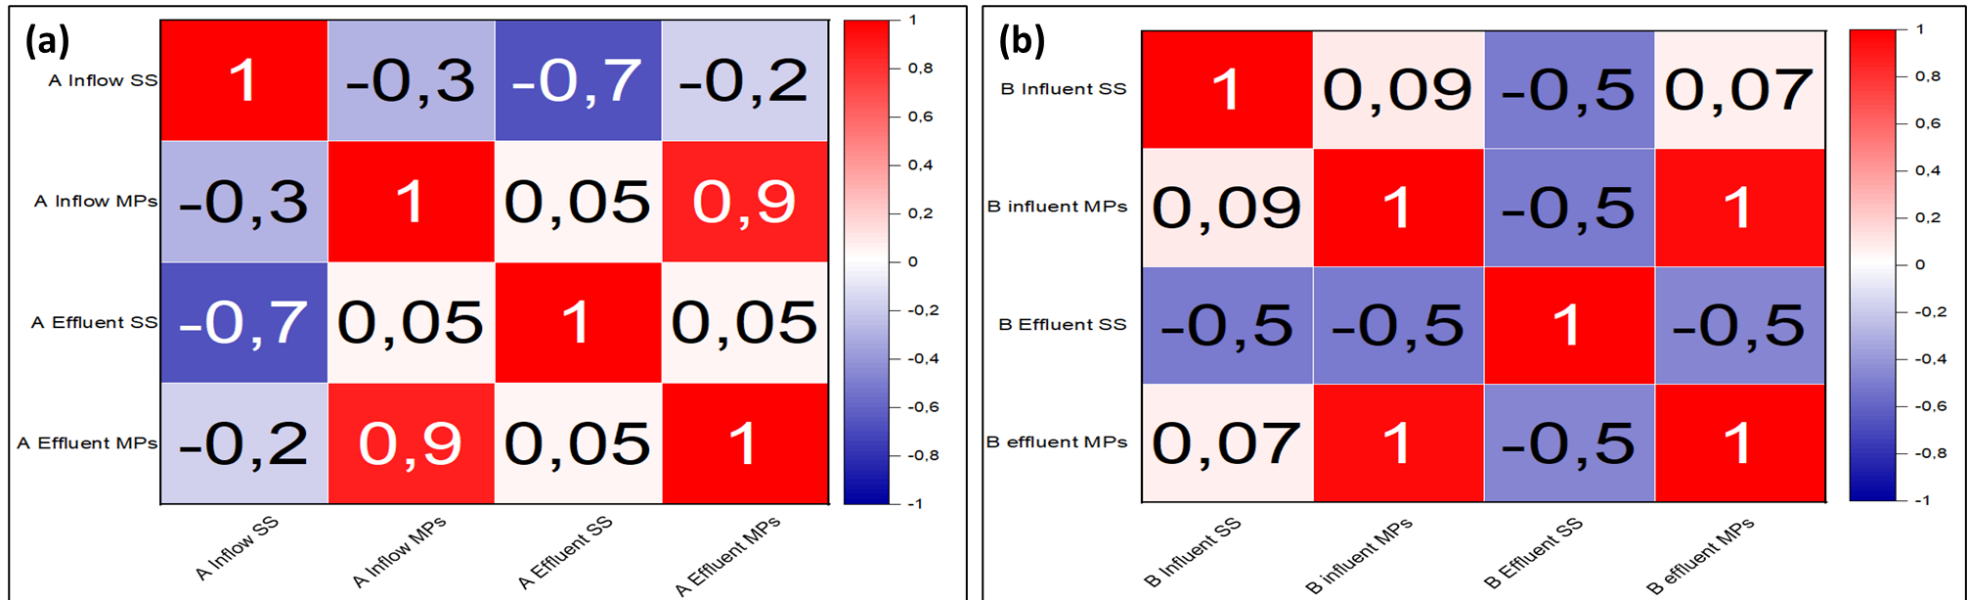 (a)
A Inflow SS 1 -0,3 -0,7 -0,2
A Inflow MPs -0,3 1 0,05 0,9
A Effluent SS -0,7 0,05 1 0,05
A Effluent MPs -0,2 0,9 0,05 1
A Inflow SS A Inflow MPs A Effluent SS A Effluent MPs
1
0,8
0,6
0,4
0,2
0
-0,2
-0,4
-0,6
-0,8
-1
(b)
B Influent SS 1 0,09 -0,5 0,07
B influent MPs 0,09 1 -0,5 1
B Effluent SS -0,5 -0,5 1 -0,5
B effluent MPs 0,07 1 -0,5 1
B Influent SS B influent MPs B Effluent SS B effluent MPs
1
0,8
0,6
0,4
0,2
0
-0,2
-0,4
-0,6
-0,8
-1